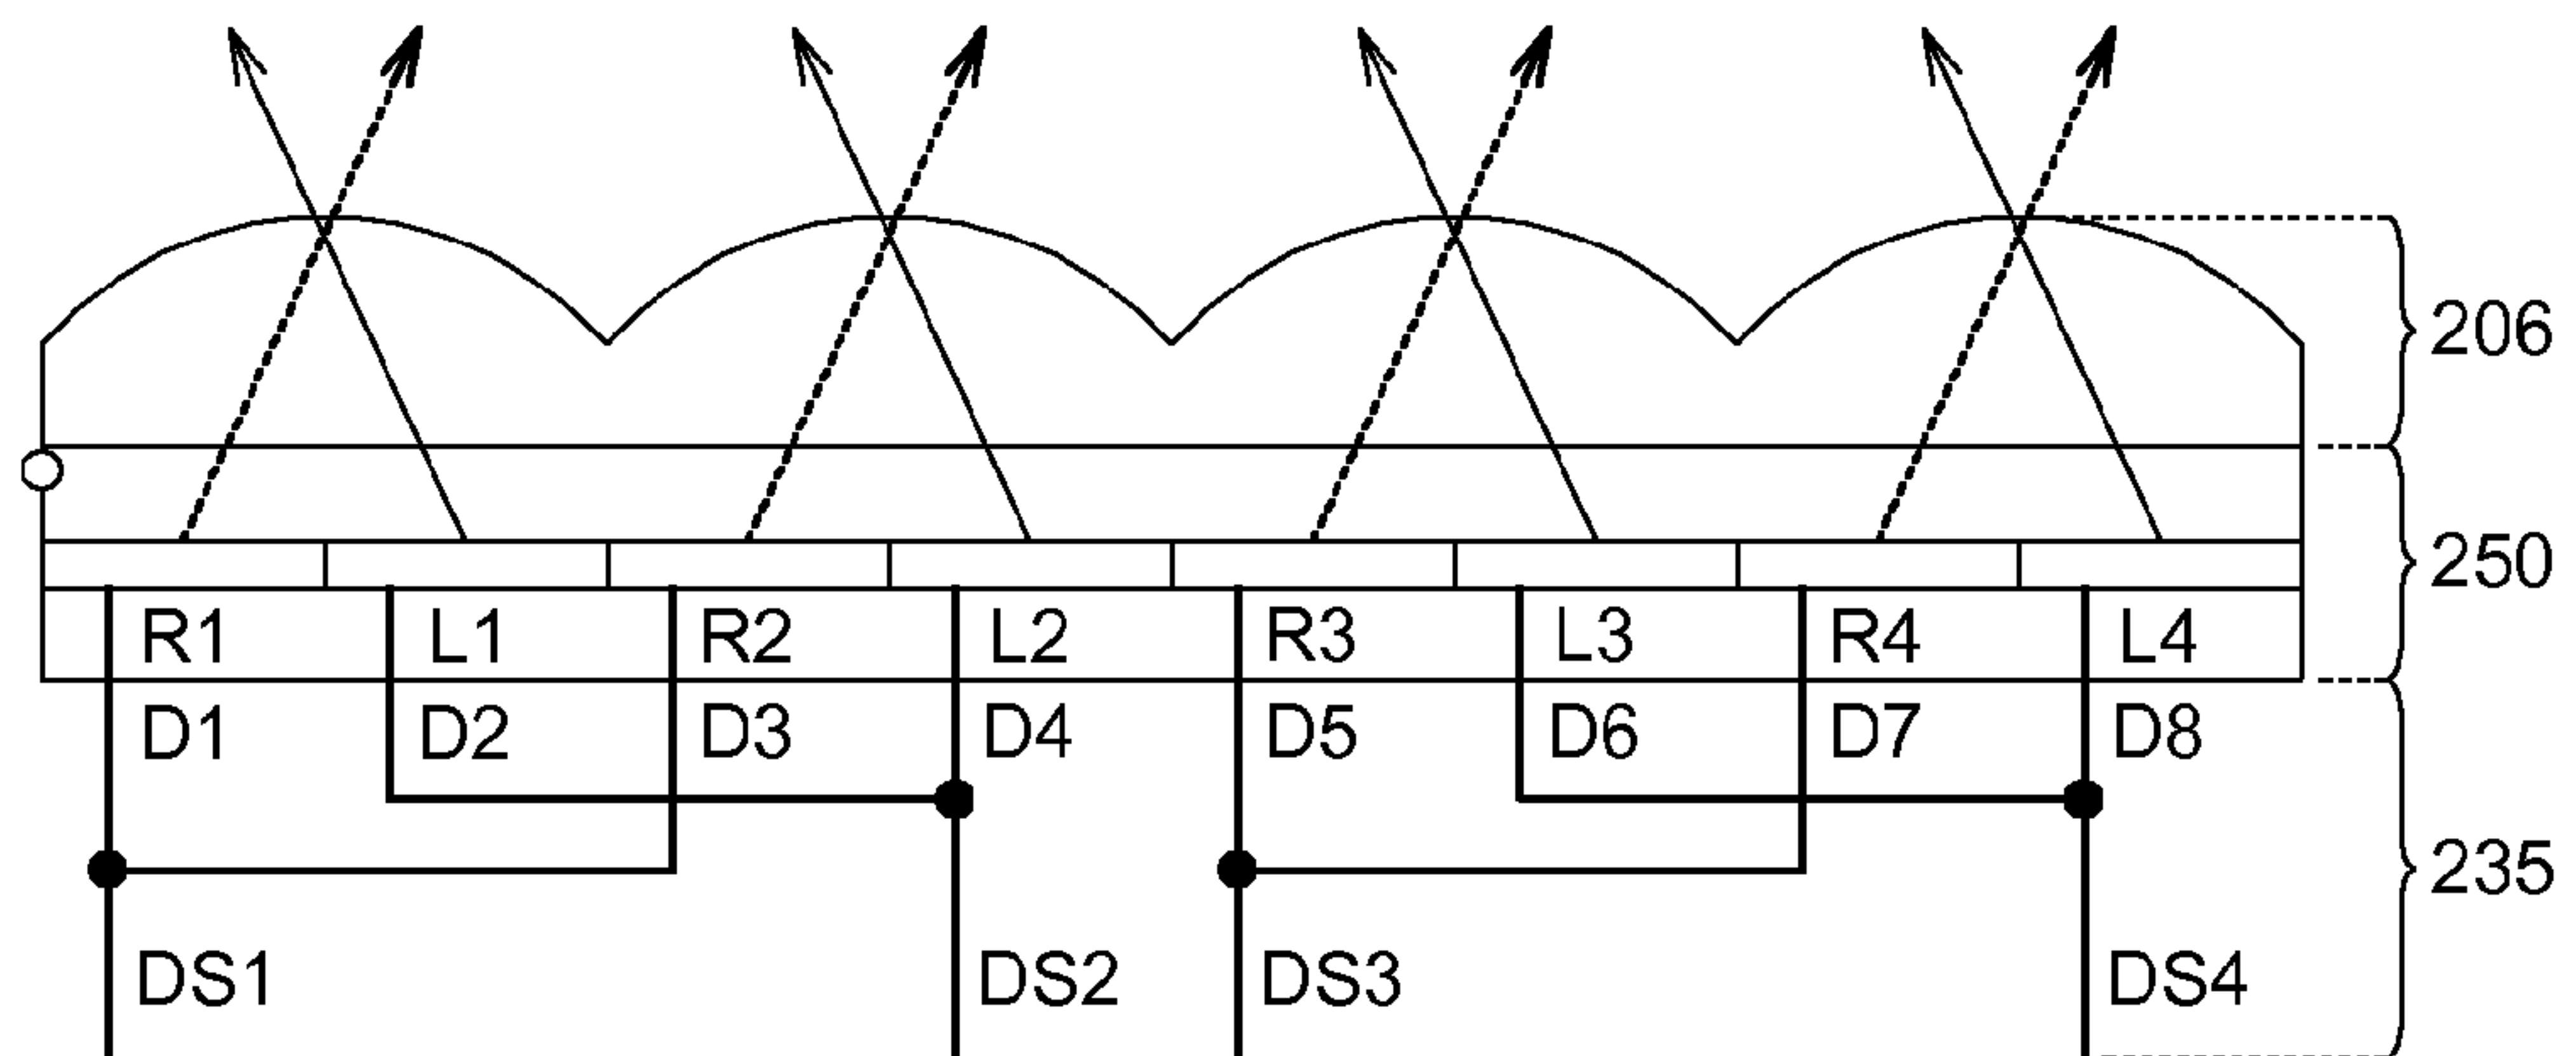 206
250
R1 L1 R2 L2 R3 L3 R4 L4
D1 D2 D3 D4 D5 D6 D7 D8
235
DS1 DS2 DS3 DS4